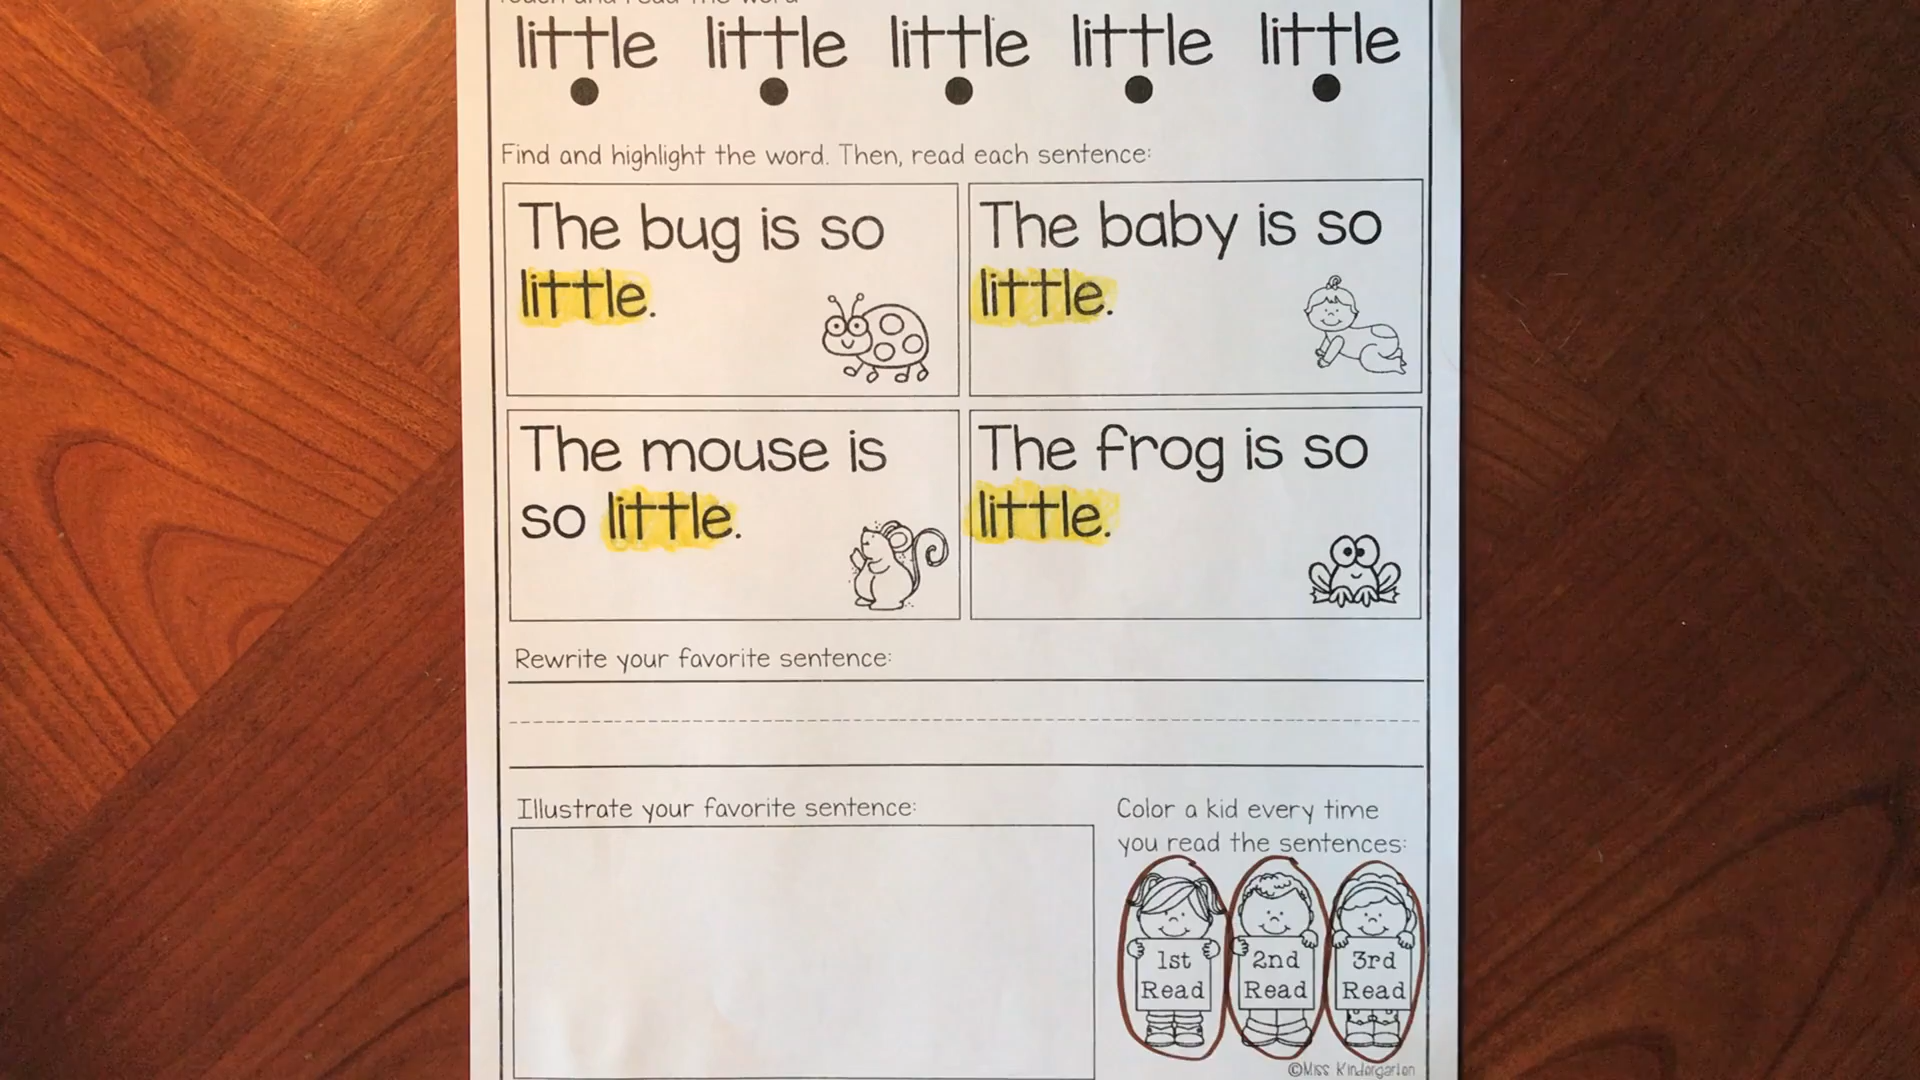 little little little little little
Find and highlight the word. Then, read each sentence:
The bug is so
little.
The baby is so
little.
The mouse is
so little.
The frog is so
little.
Rewrite your favorite sentence:
Illustrate your favorite sentence:
Color a kid every time
you read the sentences:
1st
Read
2nd
Read
3rd
Read
©Miss Kindergarten